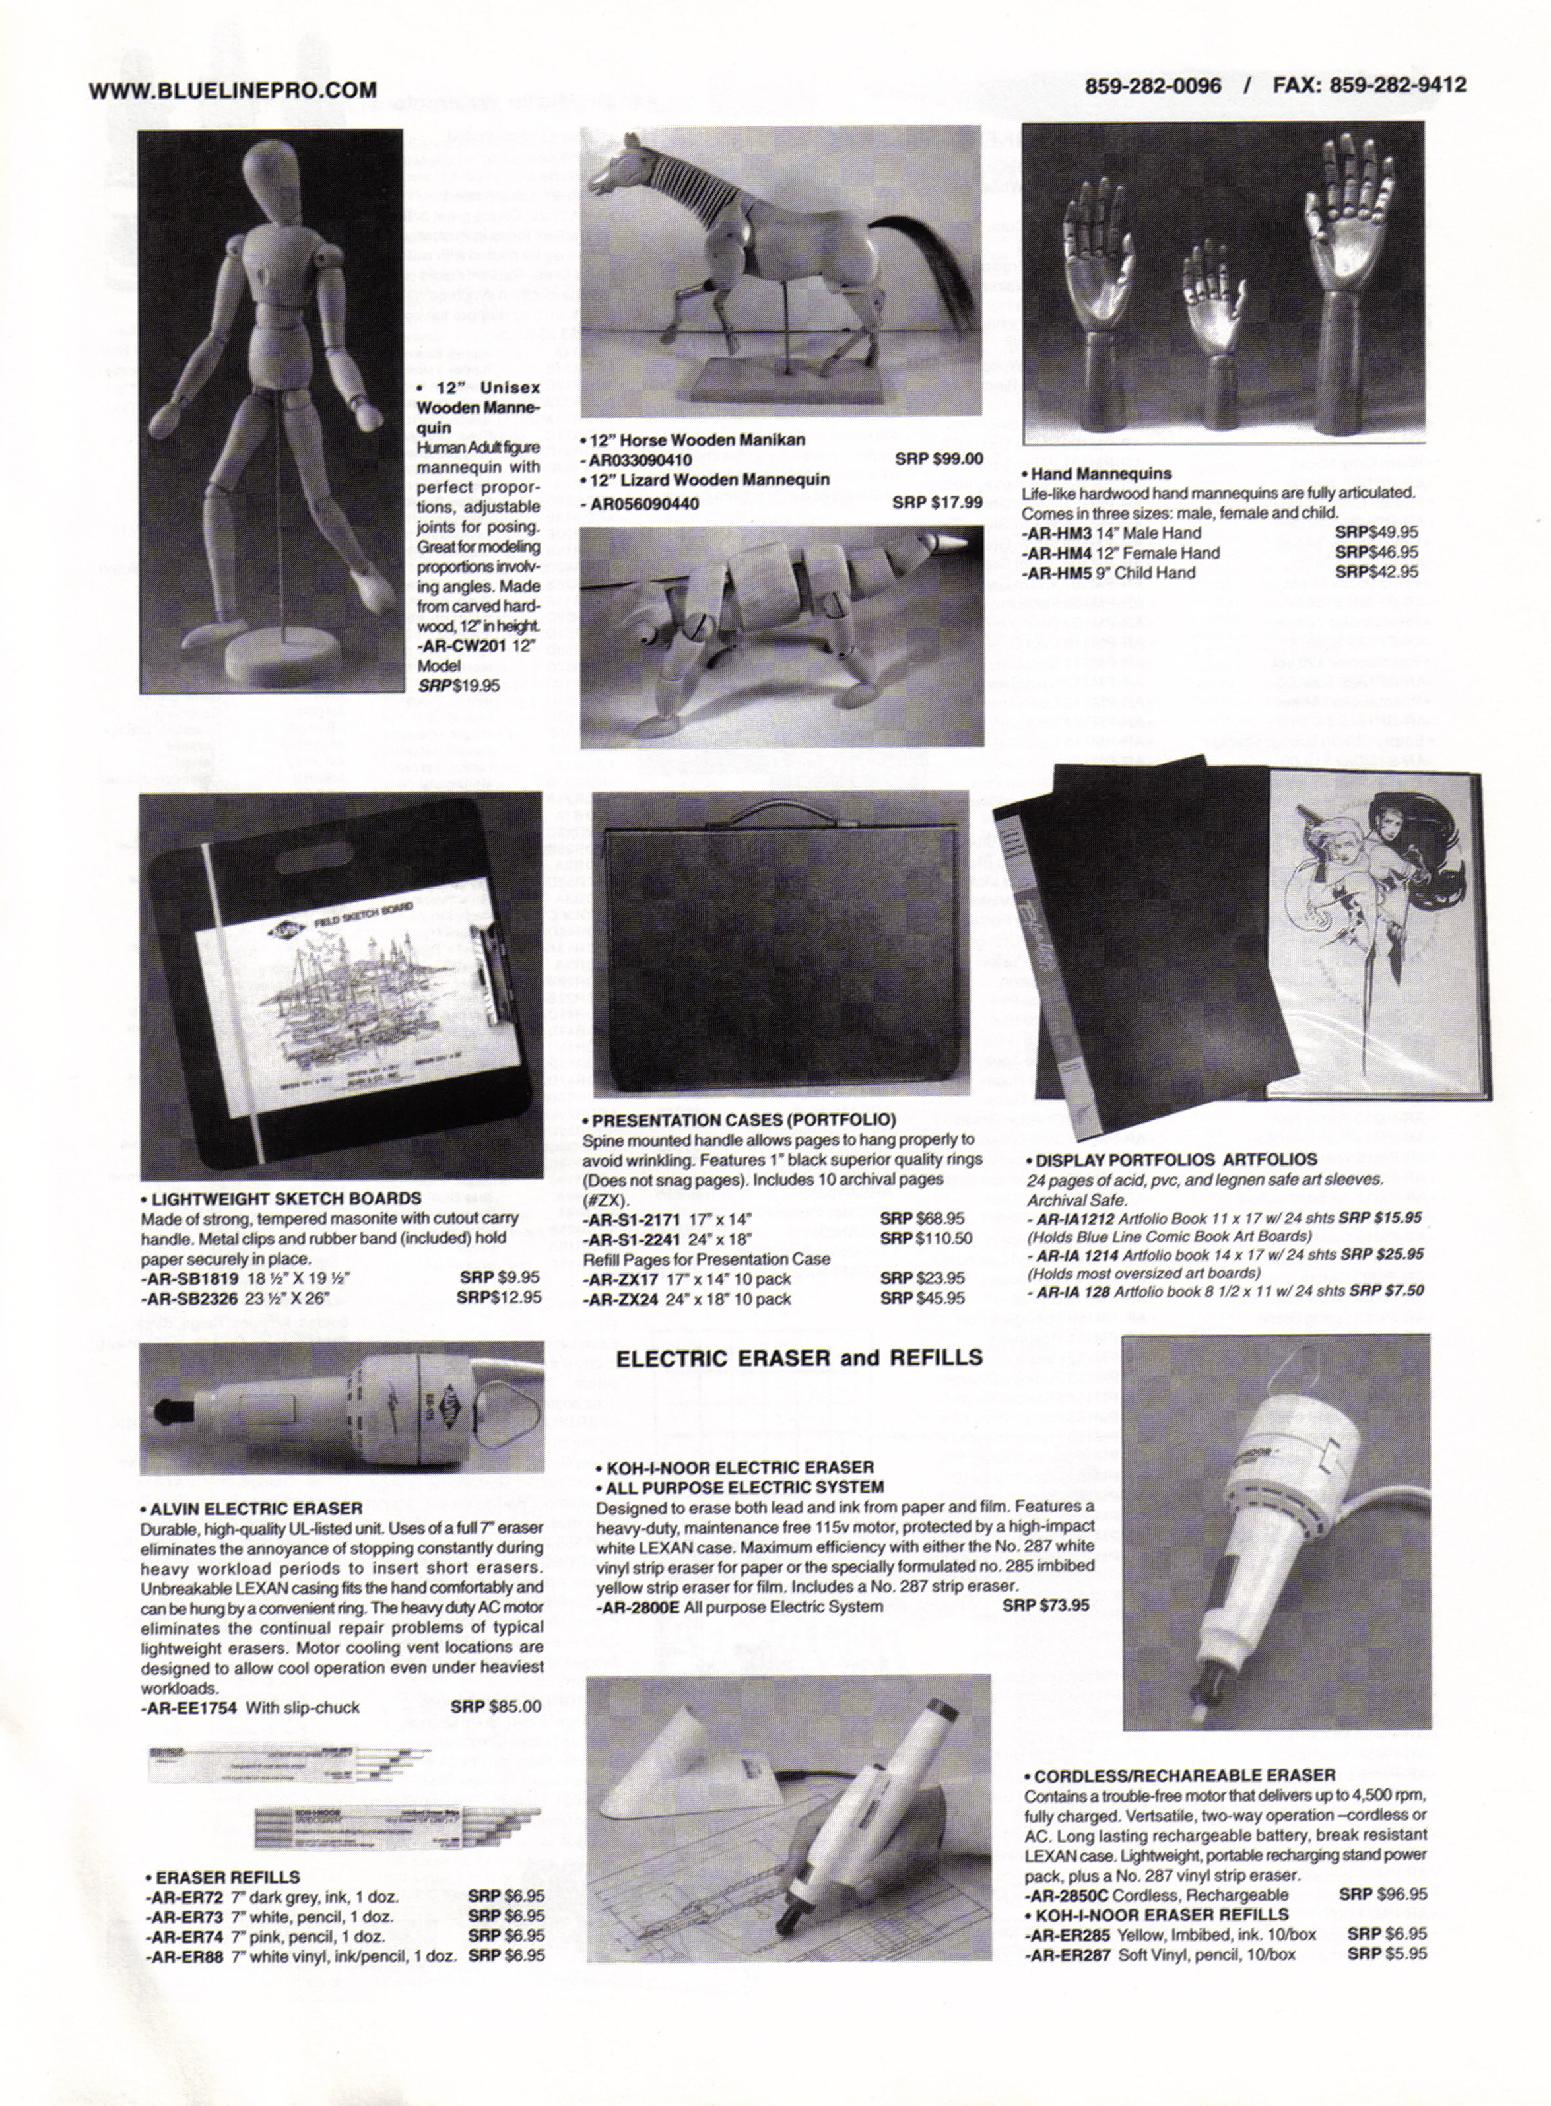 WWW.BLUELINEPRO.COM
859-282-0096 / FAX: 859-282-9412
• 12” Unisex
Wooden Manne-
quin
Human Adult figure
mannequin with
perfect propor-
tions, adjustable
joints for posing.
Great for modeling
proportions involv-
ing angles. Made
from carved hard-
wood, 12” in height.
-AR-CW201 12”
Model
SRP$19.95
• 12” Horse Wooden Manikan
- AR033090410 SRP $99.00
• 12” Lizard Wooden Mannequin
- AR056090440 SRP $17.99
• Hand Mannequins
Life-like hardwood hand mannequins are fully articulated.
Comes in three sizes: male, female and child.
-AR-HM3 14” Male Hand SRP$49.95
-AR-HM4 12” Female Hand SRP$46.95
-AR-HM5 9” Child Hand SRP$42.95
ALVIN FIELD SKETCH BOARD
• LIGHTWEIGHT SKETCH BOARDS
Made of strong, tempered masonite with cutout carry
handle. Metal clips and rubber band (included) hold
paper securely in place.
-AR-SB1819 18 ½” X 19 ½” SRP $9.95
-AR-SB2326 23 ½” X 26” SRP$12.95
• PRESENTATION CASES (PORTFOLIO)
Spine mounted handle allows pages to hang properly to
avoid wrinkling. Features 1” black superior quality rings
(Does not snag pages). Includes 10 archival pages
(#ZX).
-AR-S1-2171 17” x 14” SRP $68.95
-AR-S1-2241 24” x 18” SRP $110.50
Refill Pages for Presentation Case
-AR-ZX17 17” x 14” 10 pack SRP $23.95
-AR-ZX24 24” x 18” 10 pack SRP $45.95
• DISPLAY PORTFOLIOS ARTFOLIOS
24 pages of acid, pvc, and legnen safe art sleeves.
Archival Safe.
- AR-IA1212 Artfolio Book 11 x 17 w/ 24 shts SRP $15.95
(Holds Blue Line Comic Book Art Boards)
- AR-IA 1214 Artfolio book 14 x 17 w/ 24 shts SRP $25.95
(Holds most oversized art boards)
- AR-IA 128 Artfolio book 8 1/2 x 11 w/ 24 shts SRP $7.50
ELECTRIC ERASER and REFILLS
• ALVIN ELECTRIC ERASER
Durable, high-quality UL-listed unit. Uses of a full 7” eraser
eliminates the annoyance of stopping constantly during
heavy workload periods to insert short erasers.
Unbreakable LEXAN casing fits the hand comfortably and
can be hung by a convenient ring. The heavy duty AC motor
eliminates the continual repair problems of typical
lightweight erasers. Motor cooling vent locations are
designed to allow cool operation even under heaviest
workloads.
-AR-EE1754 With slip-chuck SRP $85.00
• KOH-I-NOOR ELECTRIC ERASER
• ALL PURPOSE ELECTRIC SYSTEM
Designed to erase both lead and ink from paper and film. Features a
heavy-duty, maintenance free 115v motor, protected by a high-impact
white LEXAN case. Maximum efficiency with either the No. 287 white
vinyl strip eraser for paper or the specially formulated no. 285 imbibed
yellow strip eraser for film. Includes a No. 287 strip eraser.
-AR-2800E All purpose Electric System SRP $73.95
KOH-I-NOOR
• ERASER REFILLS
-AR-ER72 7” dark grey, ink, 1 doz. SRP $6.95
-AR-ER73 7” white, pencil, 1 doz. SRP $6.95
-AR-ER74 7” pink, pencil, 1 doz. SRP $6.95
-AR-ER88 7” white vinyl, ink/pencil, 1 doz. SRP $6.95
• CORDLESS/RECHAREABLE ERASER
Contains a trouble-free motor that delivers up to 4,500 rpm,
fully charged. Vertsatile, two-way operation –cordless or
AC. Long lasting rechargeable battery, break resistant
LEXAN case. Lightweight, portable recharging stand power
pack, plus a No. 287 vinyl strip eraser.
-AR-2850C Cordless, Rechargeable SRP $96.95
• KOH-I-NOOR ERASER REFILLS
-AR-ER285 Yellow, Imbibed, ink. 10/box SRP $6.95
-AR-ER287 Soft Vinyl, pencil, 10/box SRP $5.95